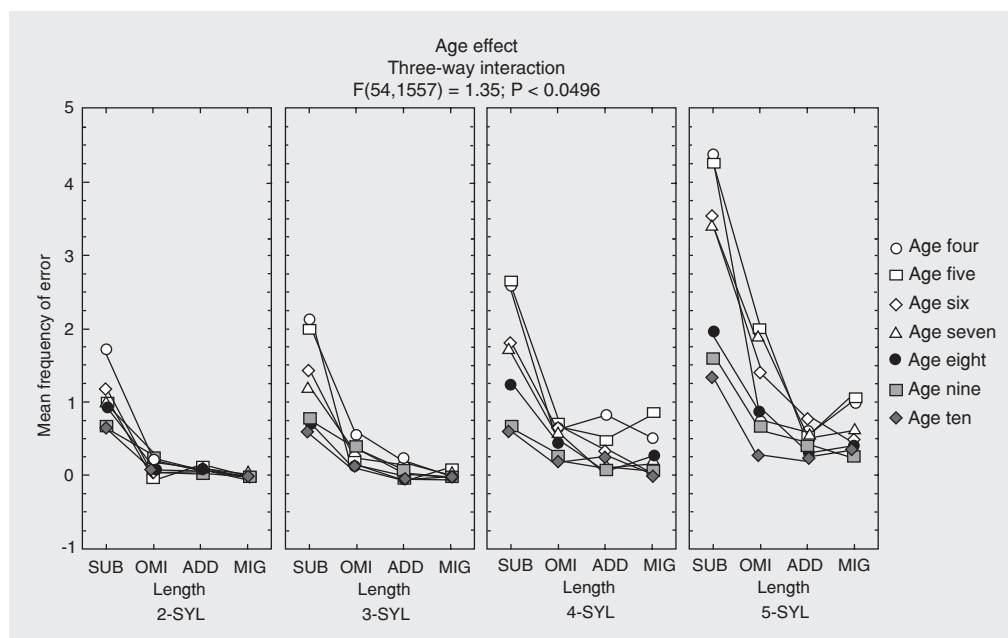 Age effect
Three-way interaction
F(54,1557) = 1.35; P < 0.0496
Mean frequency of error
5
4
3
2
1
0
-1
SUB OMI ADD MIG
Length
2-SYL
SUB OMI ADD MIG
Length
3-SYL
SUB OMI ADD MIG
Length
4-SYL
SUB OMI ADD MIG
Length
5-SYL
Age four
Age five
Age six
Age seven
Age eight
Age nine
Age ten